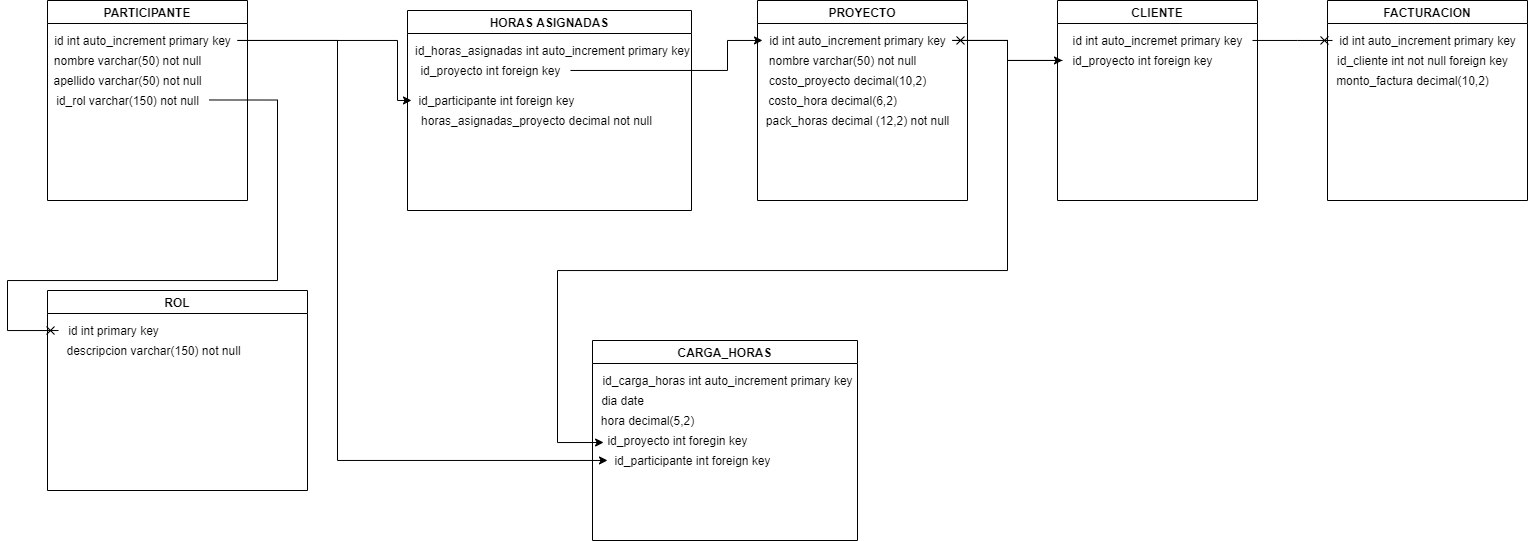 PARTICIPANTE
id int auto_increment primary key
nombre varchar(50) not null
apellido varchar(50) not null
id_rol varchar(150) not null
HORAS ASIGNADAS
id_horas_asignadas int auto_increment primary key
id_proyecto int foreign key
id_participante int foreign key
horas_asignadas_proyecto decimal not null
PROYECTO
id int auto_increment primary key
nombre varchar(50) not null
costo_proyecto decimal(10,2)
costo_hora decimal(6,2)
pack_horas decimal (12,2) not null
CLIENTE
id int auto_incremet primary key
id_proyecto int foreign key
FACTURACION
id int auto_increment primary key
id_cliente int not null foreign key
monto_factura decimal(10,2)
ROL
id int primary key
descripcion varchar(150) not null
CARGA_HORAS
id_carga_horas int auto_increment primary key
dia date
hora decimal(5,2)
id_proyecto int foregin key
id_participante int foreign key